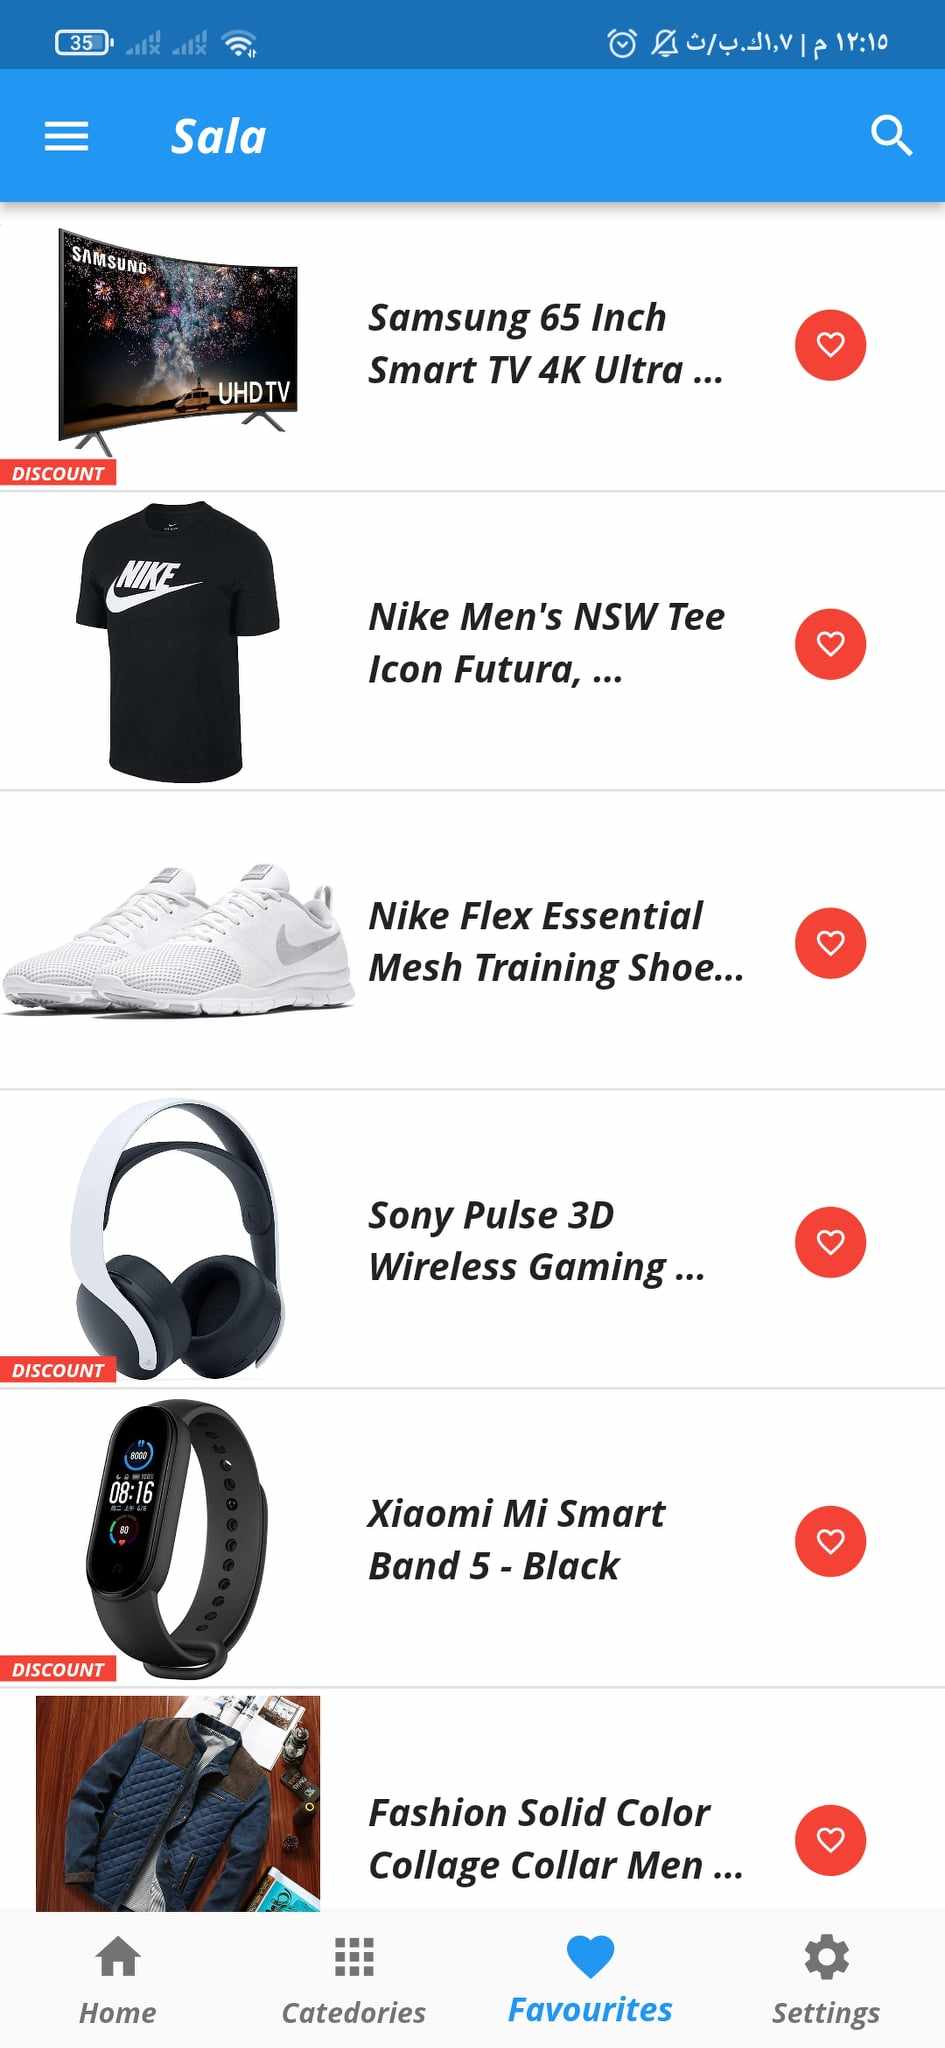 35
١٢:١٥ م | ١,٧ك.ب/ث
Sala
SAMSUNG
UHD TV
Samsung 65 Inch
Smart TV 4K Ultra ...
DISCOUNT
NIKE
Nike Men's NSW Tee
Icon Futura, ...
Nike Flex Essential
Mesh Training Shoe...
Sony Pulse 3D
Wireless Gaming ...
DISCOUNT
8000
08:16
80
Xiaomi Mi Smart
Band 5 - Black
DISCOUNT
Fashion Solid Color
Collage Collar Men ...
Home
Catedories
Favourites
Settings